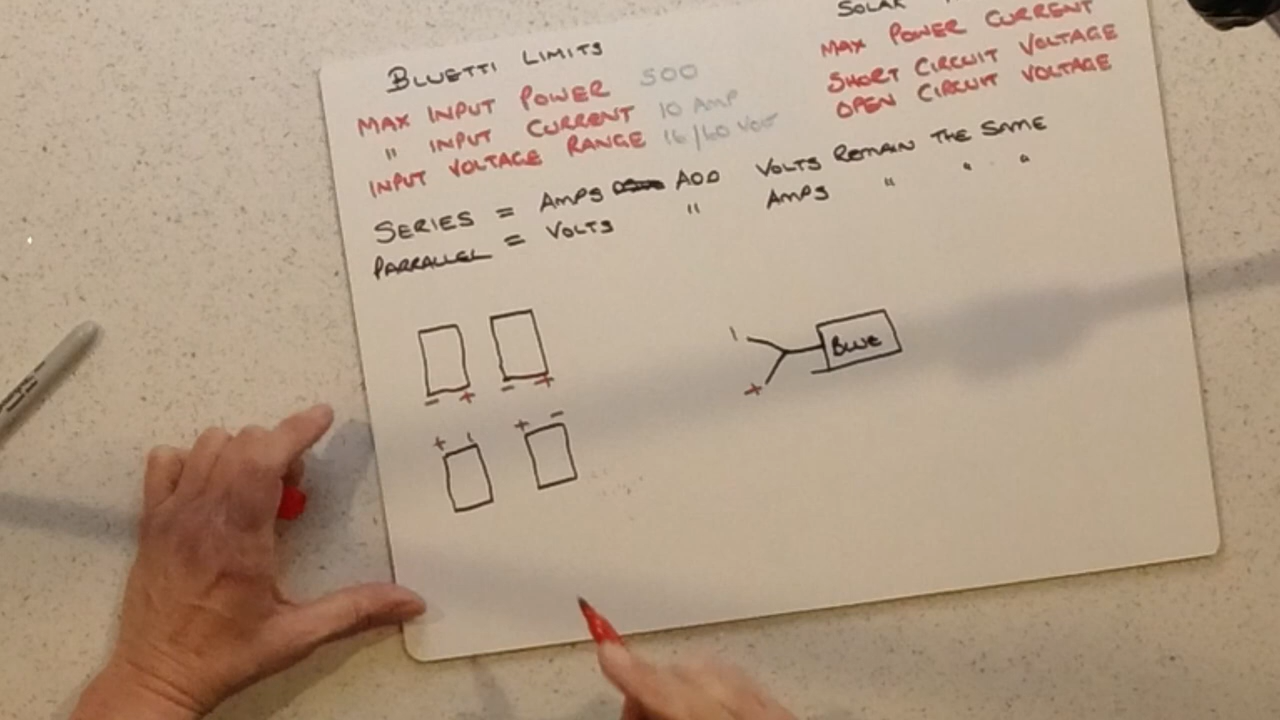 BLUETTI LIMITS
MAX INPUT POWER 500
" INPUT CURRENT 10 AMP
INPUT VOLTAGE RANGE 16/60 VOLT
SOLAR
MAX POWER CURRENT
SHORT CIRCUIT VOLTAGE
OPEN CIRCUIT VOLTAGE
SERIES = AMPS ADD VOLTS REMAIN THE SAME
PARRALLEL = VOLTS " AMPS " " "
- + - +
+ - + -
- BLUE
+